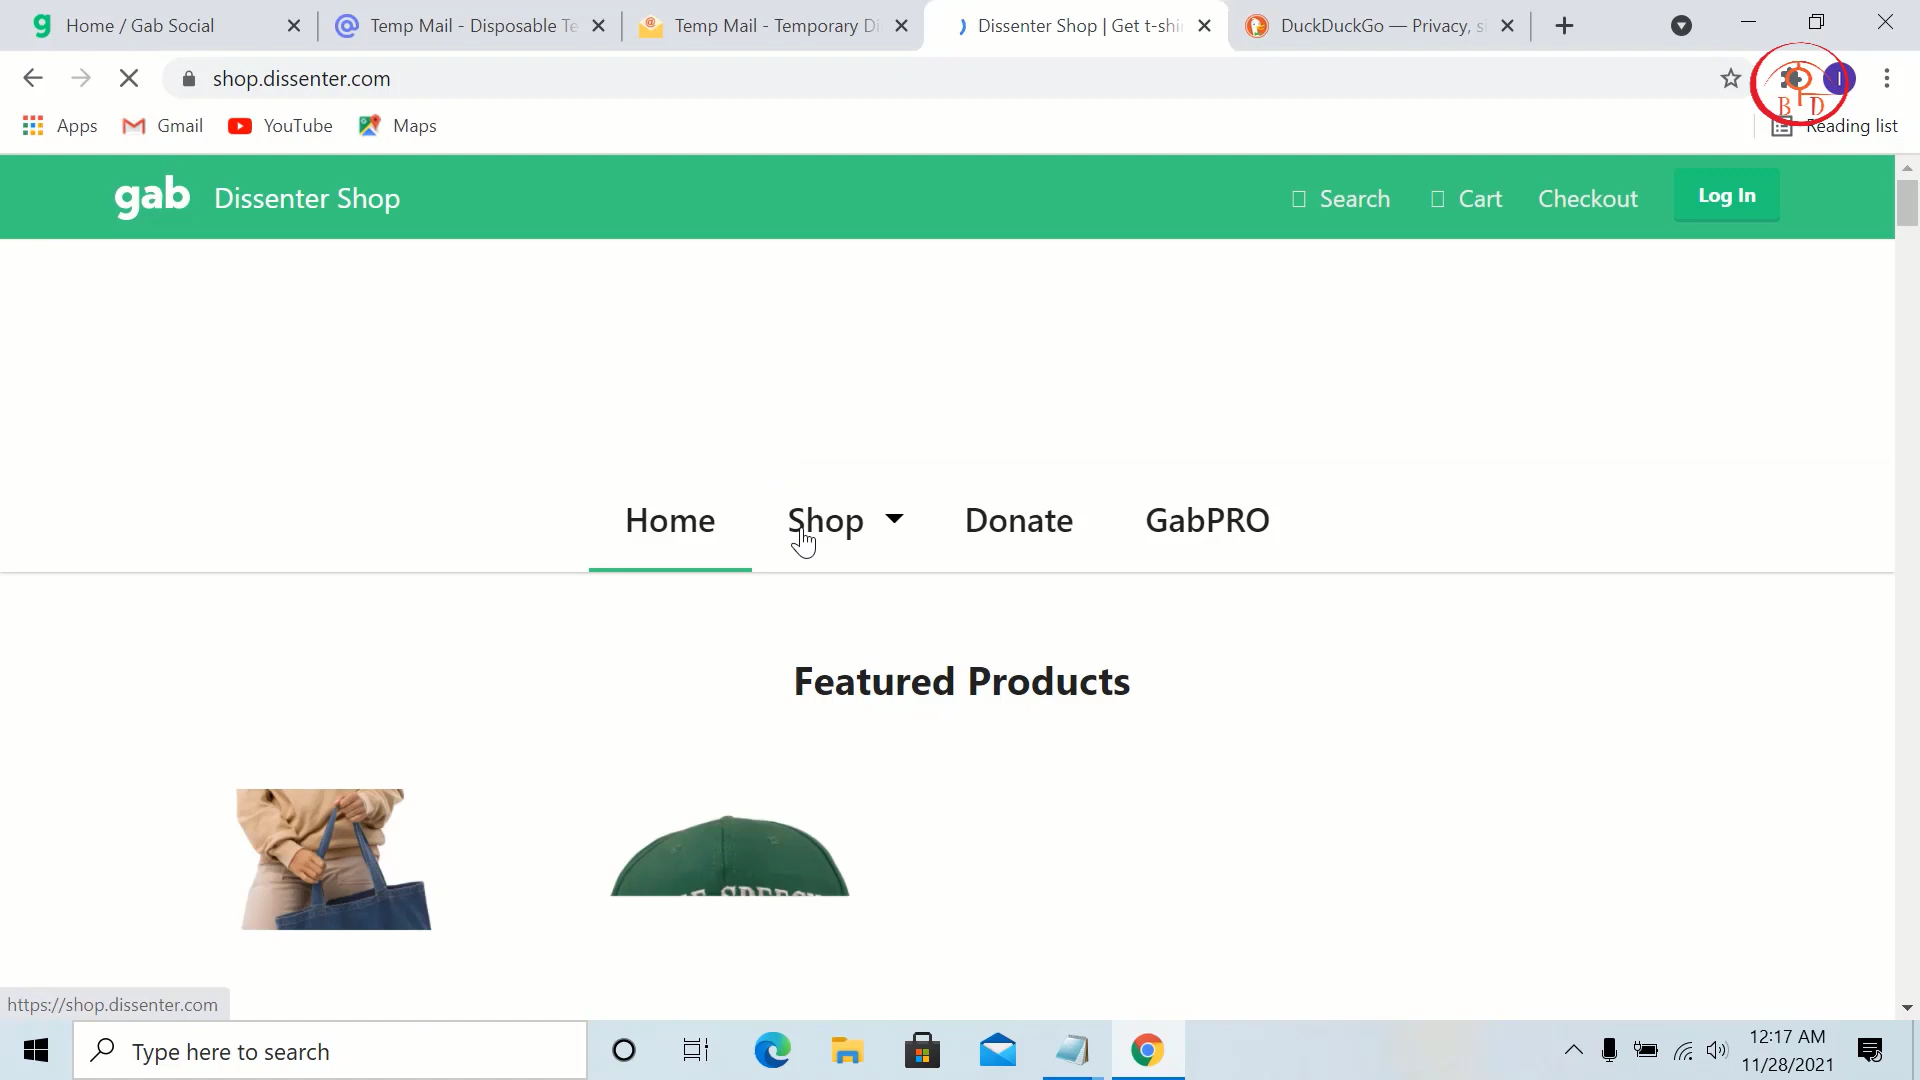 Home / Gab Social
Temp Mail - Disposable Te
Temp Mail - Temporary Di
Dissenter Shop | Get t-shi
DuckDuckGo — Privacy, si
shop.dissenter.com
B D
I
Apps
Gmail
YouTube
Maps
Reading list
gab
Dissenter Shop
Search
Cart
Checkout
Log In
Home
Shop
Donate
GabPRO
Featured Products
SPEECH
https://shop.dissenter.com
Type here to search
12:17 AM
11/28/2021